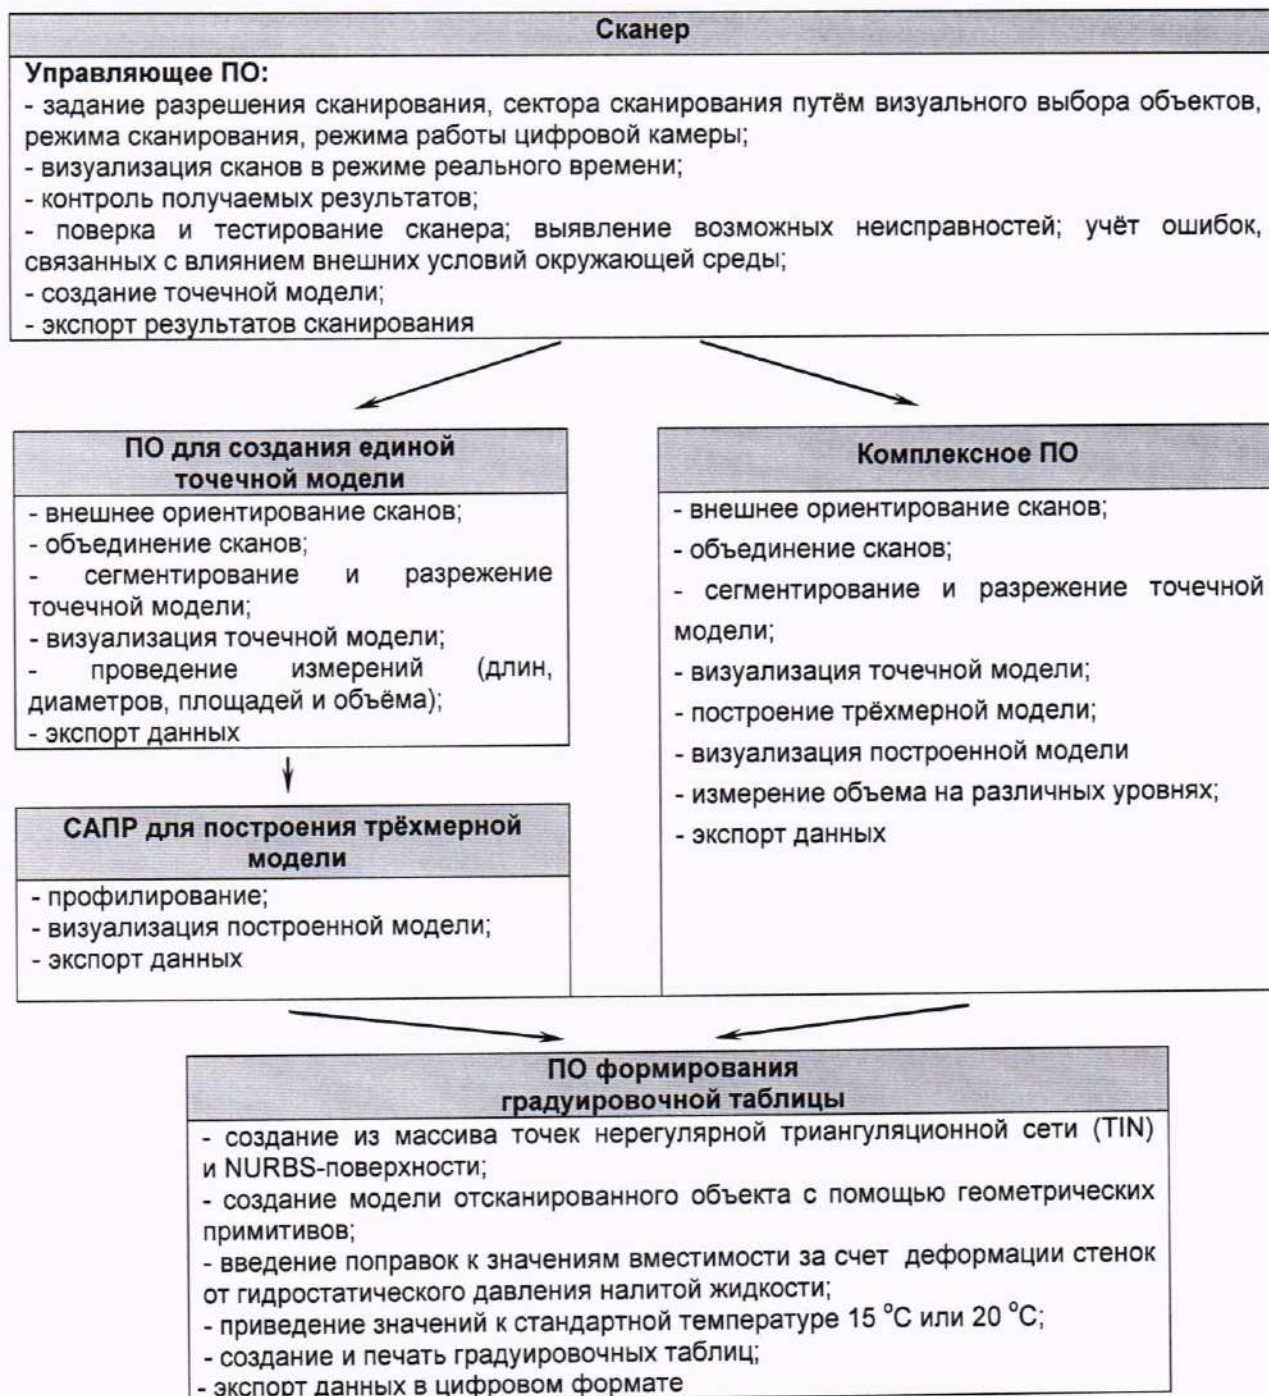 Сканер
Управляющее ПО:
- задание разрешения сканирования, сектора сканирования путём визуального выбора объектов,
режима сканирования, режима работы цифровой камеры;
- визуализация сканов в режиме реального времени;
- контроль получаемых результатов;
- поверка и тестирование сканера; выявление возможных неисправностей; учёт ошибок,
связанных с влиянием внешних условий окружающей среды;
- создание точечной модели;
- экспорт результатов сканирования
ПО для создания единой
точечной модели
- внешнее ориентирование сканов;
- объединение сканов;
- сегментирование и разрежение
точечной модели;
- визуализация точечной модели;
- проведение измерений (длин,
диаметров, площадей и объёма);
- экспорт данных
САПР для построения трёхмерной
модели
- профилирование;
- визуализация построенной модели;
- экспорт данных
Комплексное ПО
- внешнее ориентирование сканов;
- объединение сканов;
- сегментирование и разрежение точечной
модели;
- визуализация точечной модели;
- построение трёхмерной модели;
- визуализация построенной модели
- измерение объема на различных уровнях;
- экспорт данных
ПО формирования
градуировочной таблицы
- создание из массива точек нерегулярной триангуляционной сети (TIN)
и NURBS-поверхности;
- создание модели отсканированного объекта с помощью геометрических
примитивов;
- введение поправок к значениям вместимости за счет деформации стенок
от гидростатического давления налитой жидкости;
- приведение значений к стандартной температуре 15 °С или 20 °С;
- создание и печать градуировочных таблиц;
- экспорт данных в цифровом формате